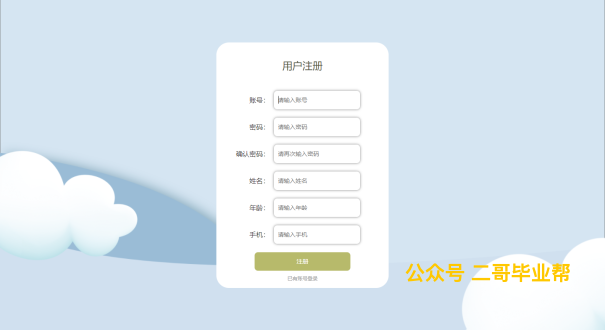 用户注册
账号：
请输入账号
密码：
请输入密码
确认密码：
请再次输入密码
姓名：
请输入姓名
年龄：
请输入年龄
手机：
请输入手机
注册
已有账号登录
公众号 二哥毕业帮